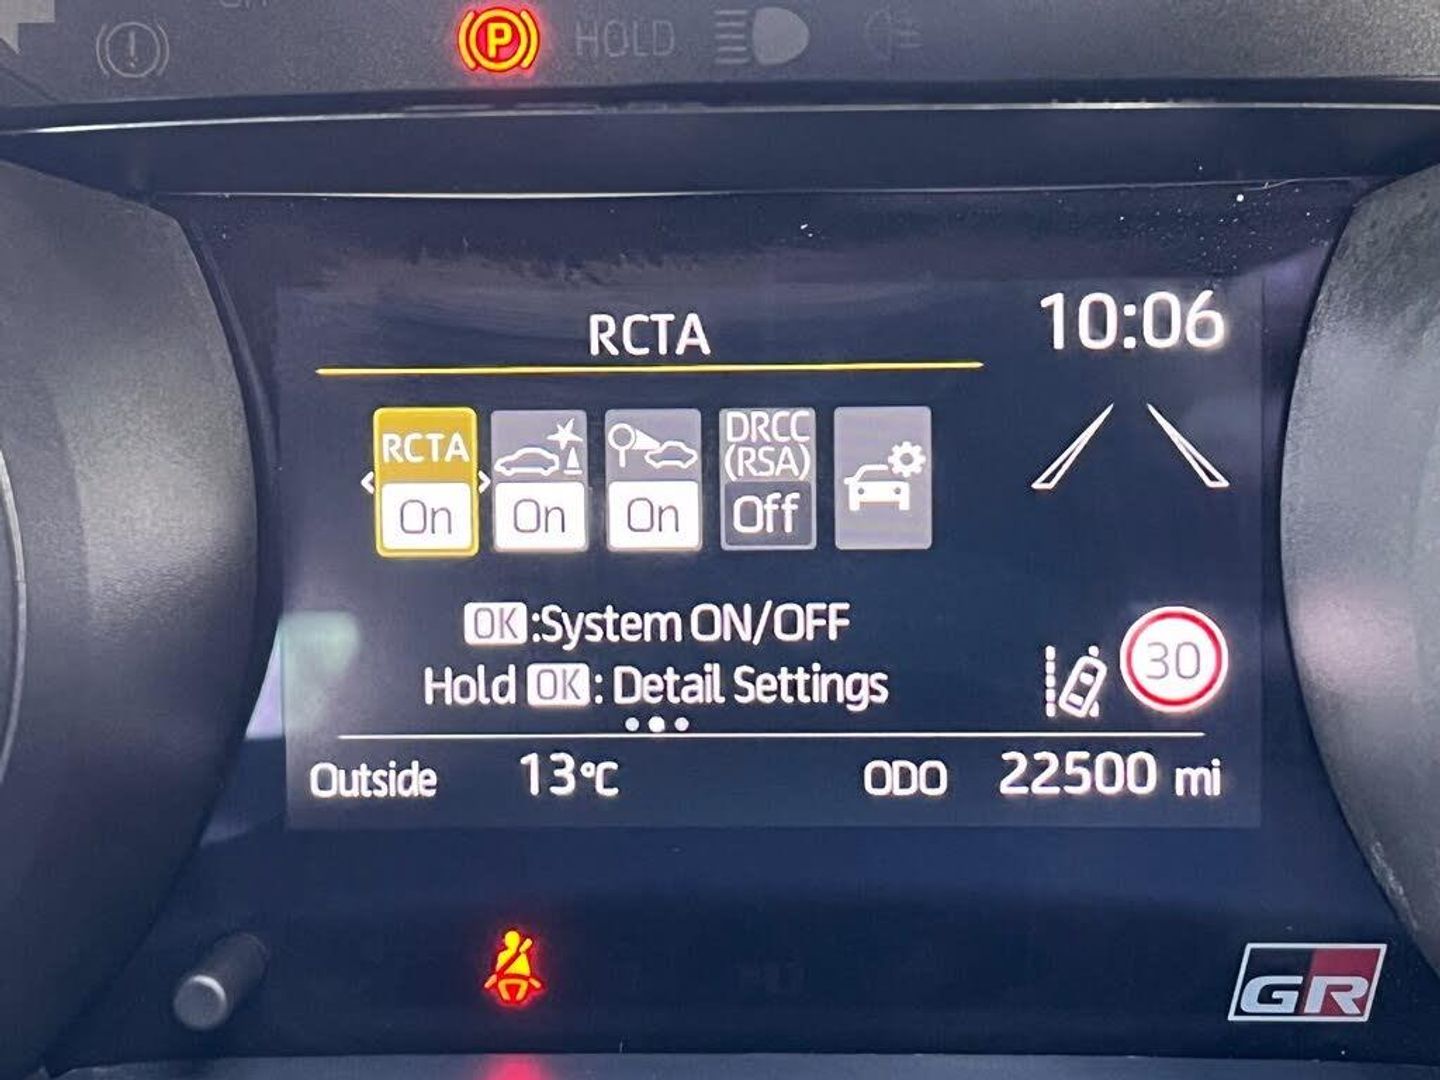 P HOLD
RCTA 10:06
RCTA DRCC
(RSA)
On On On Off
OK:System ON/OFF
Hold OK: Detail Settings
30
Outside 13°C ODO 22500 mi
GR